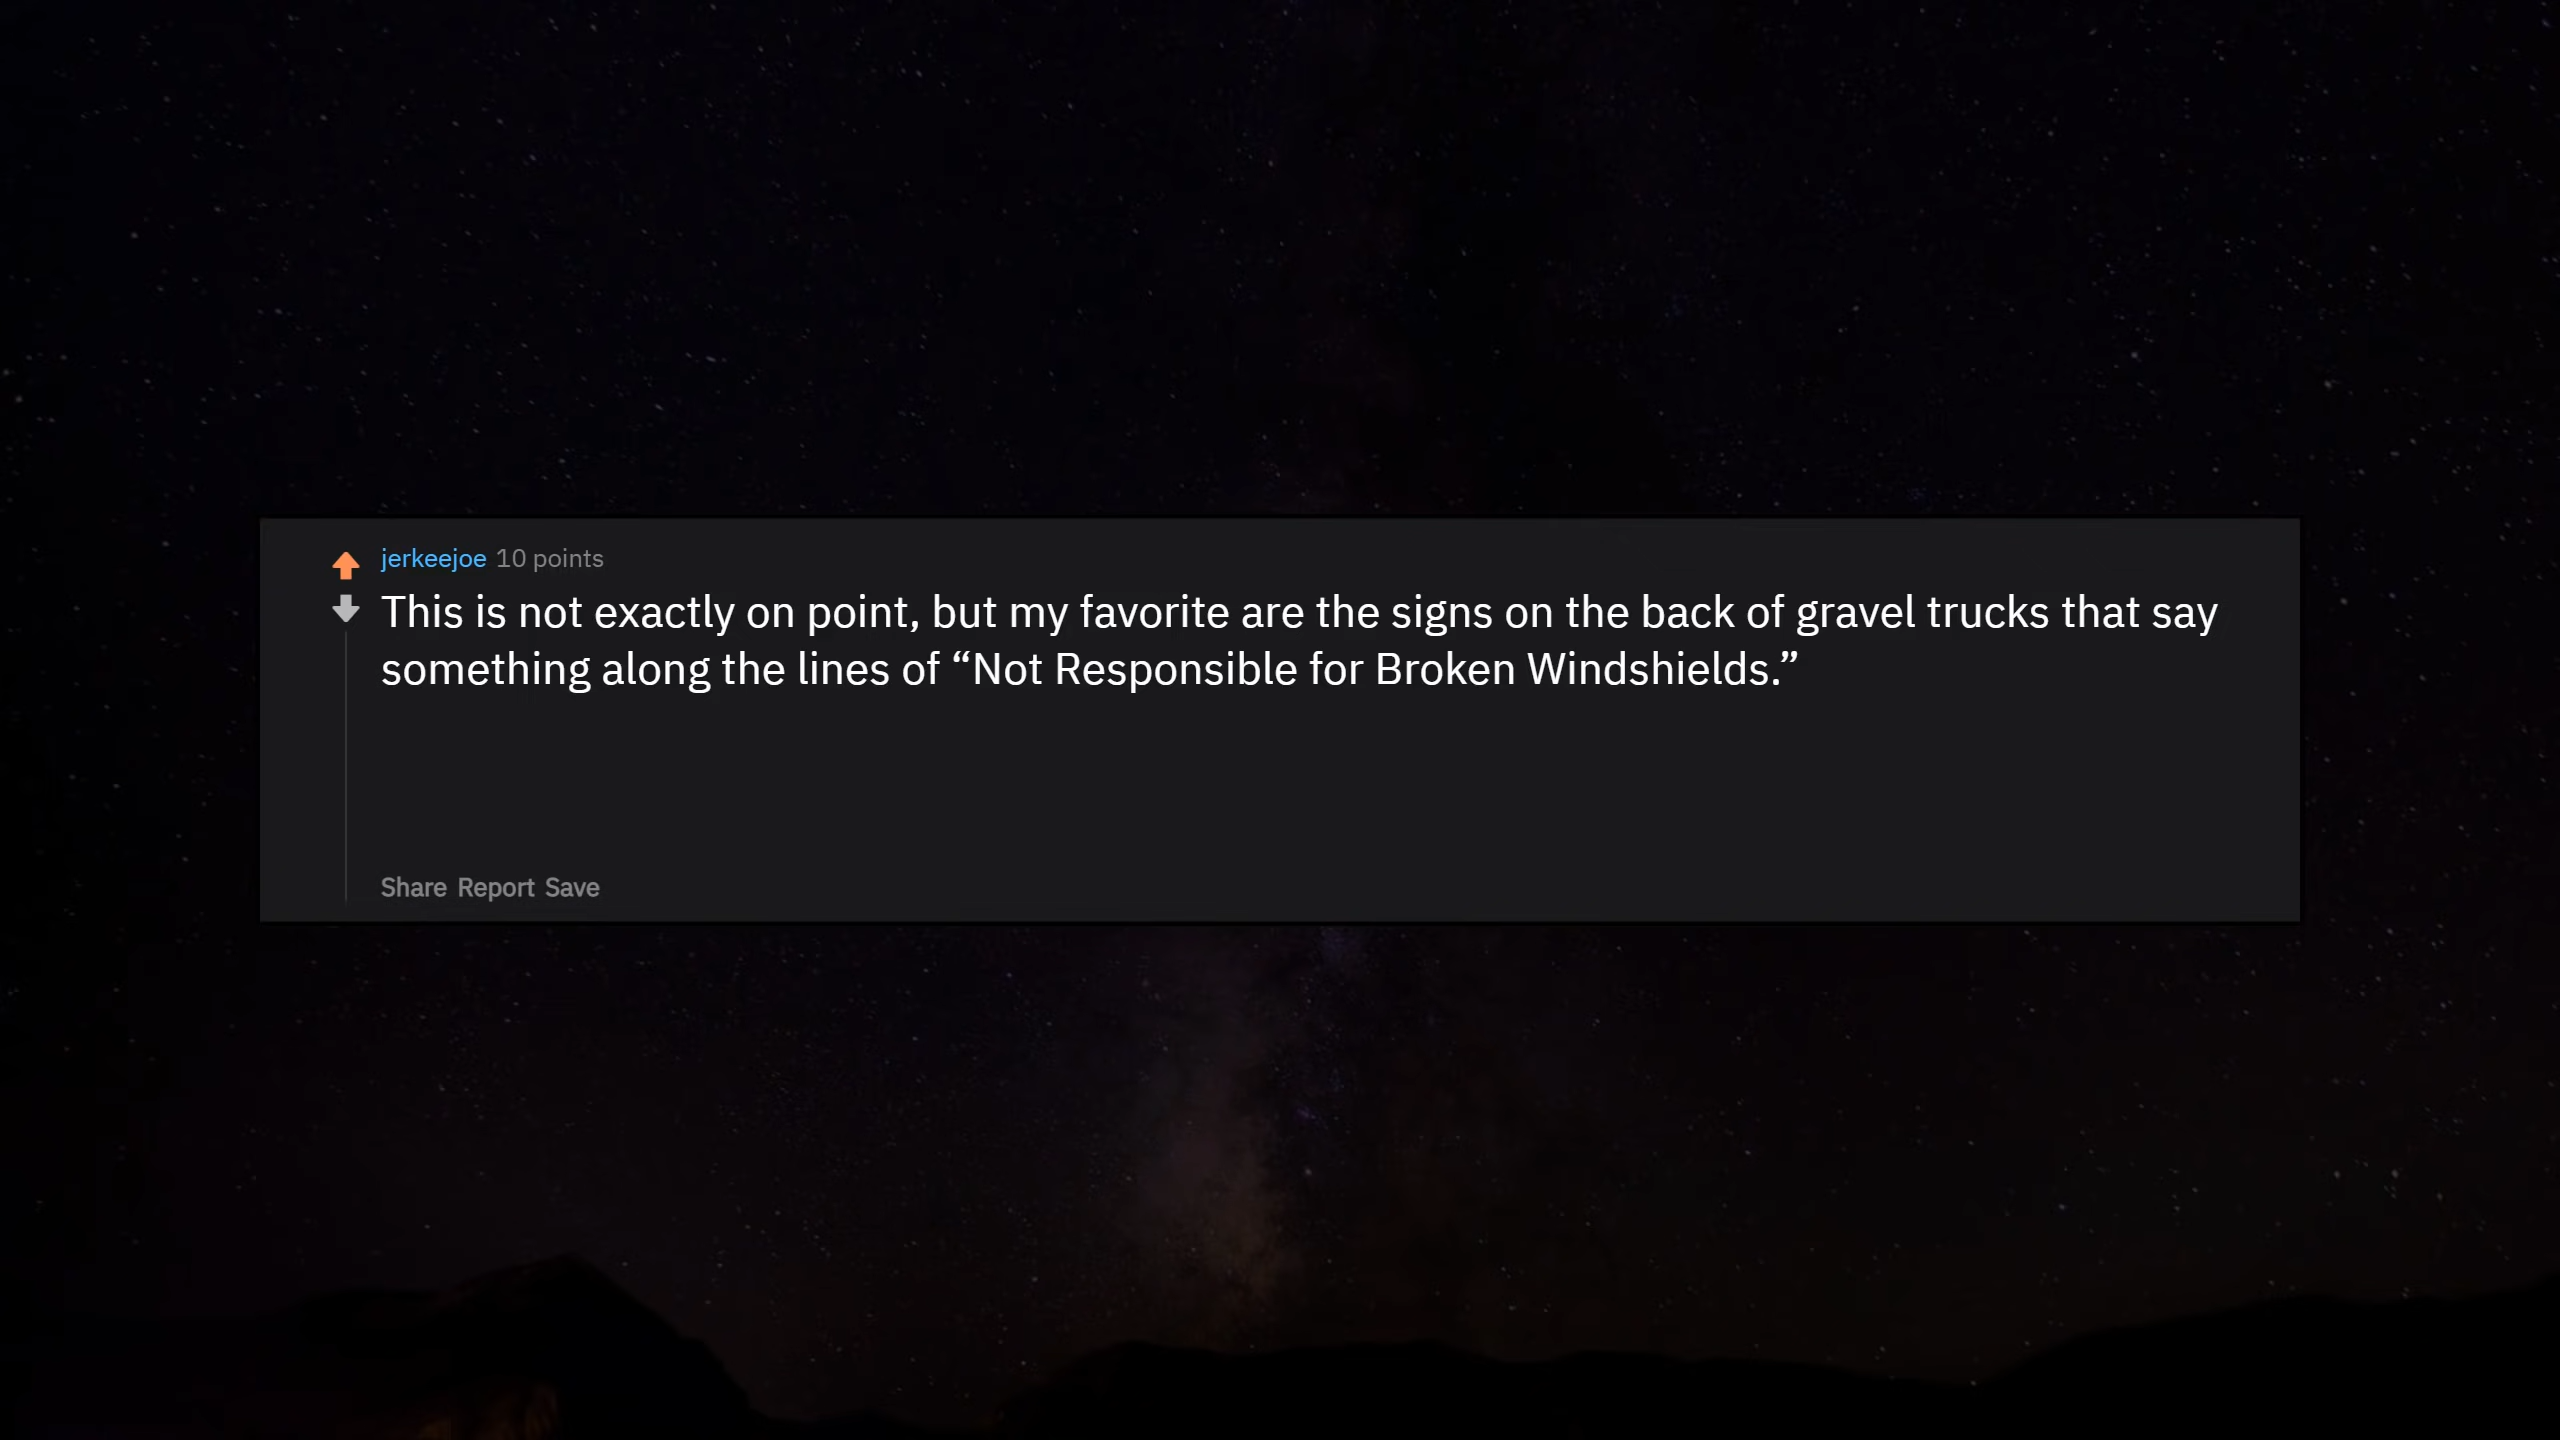 jerkeejoe 10 points
This is not exactly on point, but my favorite are the signs on the back of gravel trucks that say
something along the lines of “Not Responsible for Broken Windshields.”
Share Report Save